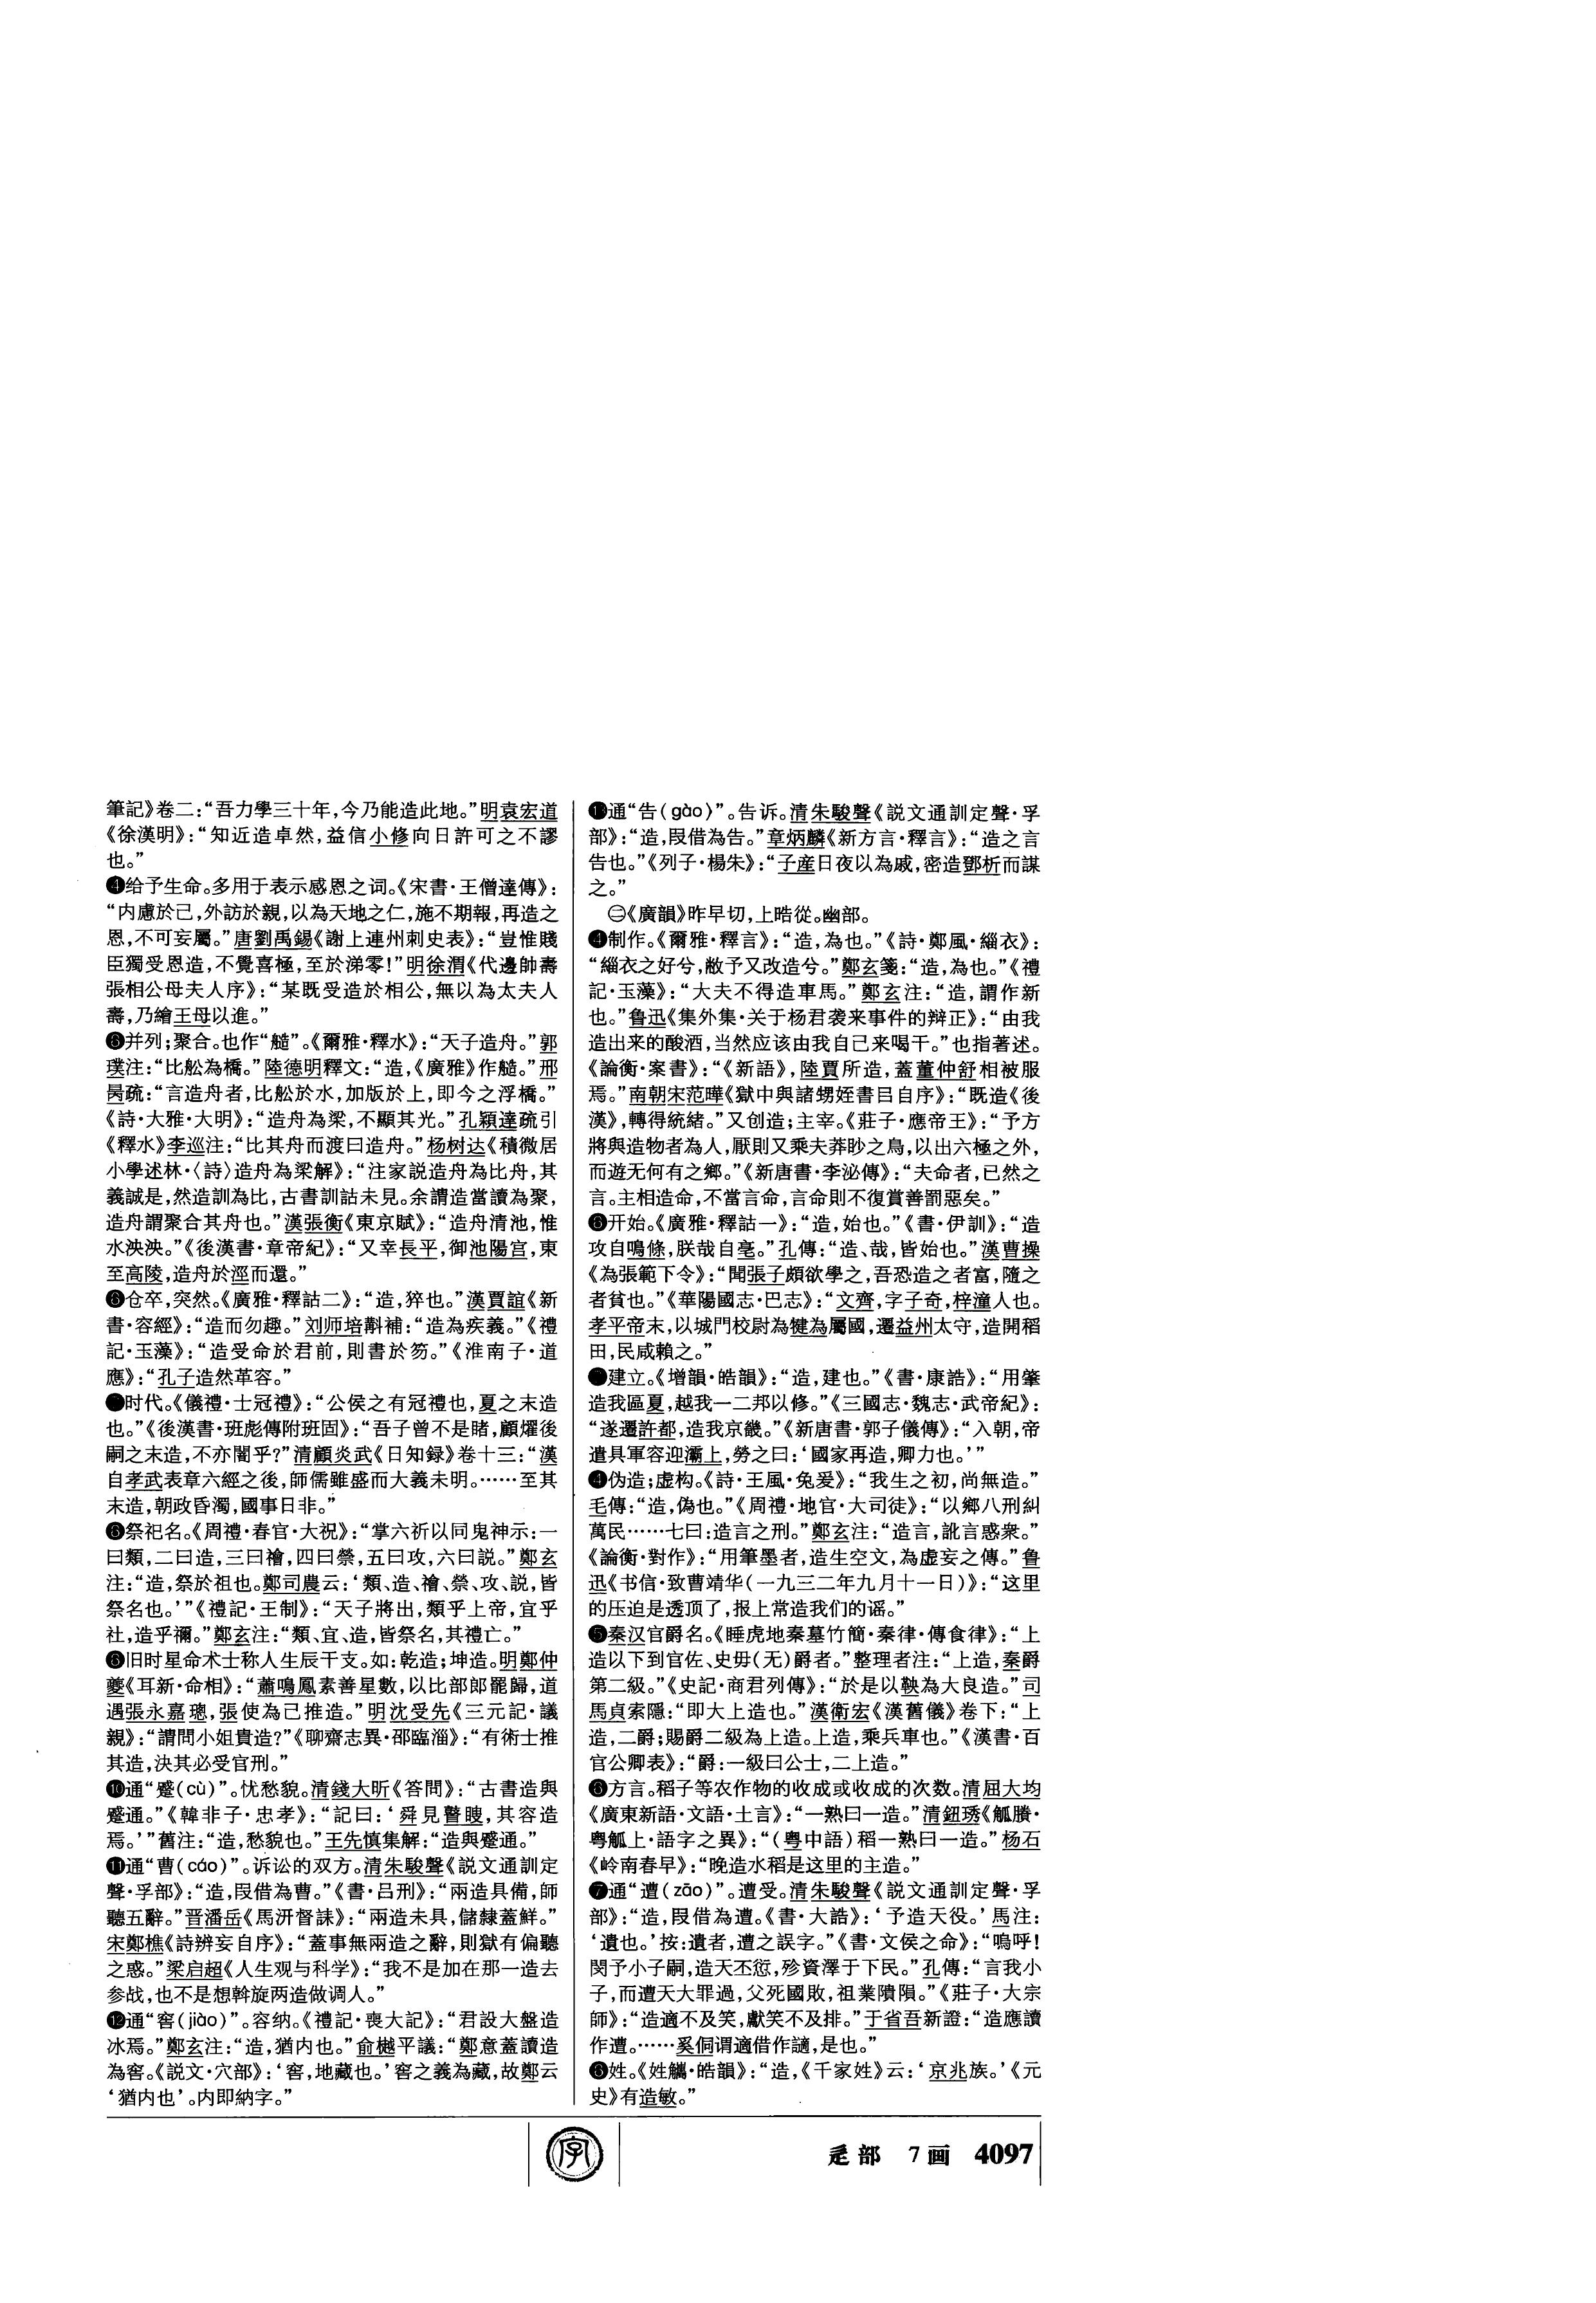 筆記》卷二：“吾力學三十年，今乃能造此地。”明袁宏道
《徐漢明》：“知近造卓然，益信小修向日許可之不謬
也。”
❹给予生命。多用于表示感恩之词。《宋書·王僧達傳》：
“内慮於己，外訪於親，以為天地之仁，施不期報，再造之
恩，不可妄屬。”唐劉禹錫《謝上連州刺史表》：“豈惟賤
臣獨受恩造，不覺喜極，至於涕零！”明徐渭《代邊帥壽
張相公母夫人序》：“某既受造於相公，無以為太夫人
壽，乃繪王母以進。”
并列；聚合。也作“艁”。《爾雅·釋水》：“天子造舟。”郭
璞注：“比舩為橋。”陸德明釋文：“造，《廣雅》作艁。”邢
昺疏：“言造舟者，比舩於水，加版於上，即今之浮橋。”
《詩·大雅·大明》：“造舟為梁，不顯其光。”孔穎達疏引
《釋水》李巡注：“比其舟而渡曰造舟。”杨树达《積微居
小學述林·〈詩〉造舟為梁解》：“注家説造舟為比舟，其
義誠是，然造訓為比，古書訓詁未見。余謂造當讀為聚，
造舟謂聚合其舟也。”漢張衡《東京賦》：“造舟清池，惟
水泱泱。”《後漢書·章帝紀》：“又幸長平，御池陽宫，東
至高陵，造舟於涇而還。”
❻仓卒，突然。《廣雅·釋詁二》：“造，猝也。”漢賈誼《新
書·容經》：“造而勿趣。”刘师培斠補：“造為疾義。”《禮
記·玉藻》：“造受命於君前，則書於笏。”《淮南子·道
應》：“孔子造然革容。”
时代。《儀禮·士冠禮》：“公侯之有冠禮也，夏之末造
也。”《後漢書·班彪傳附班固》：“吾子曾不是睹，顧燿後
嗣之末造，不亦闇乎？”清顧炎武《日知録》卷十三：“漢
自孝武表章六經之後，師儒雖盛而大義未明。……至其
末造，朝政昏濁，國事日非。”
祭祀名。《周禮·春官·大祝》：“掌六祈以同鬼神示：一
曰類，二曰造，三曰禬，四曰禜，五曰攻，六曰説。”鄭玄
注：“造，祭於祖也。鄭司農云：‘類、造、禬、禜、攻、説，皆
祭名也。’”《禮記·王制》：“天子將出，類乎上帝，宜乎
社，造乎禰。”鄭玄注：“類、宜、造，皆祭名，其禮亡。”
旧时星命术士称人生辰干支。如：乾造；坤造。明鄭仲
夔《耳新·命相》：“蕭鳴鳳素善星數，以比部郎罷歸，道
遇張永嘉璁，張使為己推造。”明沈受先《三元記·議
親》：“請問小姐貴造？”《聊齋志異·邵臨淄》：“有術士推
其造，決其必受官刑。”
❿通“蹙（cù）”。忧愁貌。清錢大昕《答問》：“古書造與
蹙通。”《韓非子·忠孝》：“記曰：‘舜見瞽瞍，其容造
焉。’”舊注：“造，愁貌也。”王先慎集解：“造與蹙通。”
⓫通“曹（cáo）”。诉讼的双方。清朱駿聲《説文通訓定
聲·孚部》：“造，叚借為曹。”《書·吕刑》：“兩造具備，師
聽五辭。”晋潘岳《馬汧督誄》：“兩造未具，儲隸蓋鮮。”
宋鄭樵《詩辨妄自序》：“蓋事無兩造之辭，則獄有偏聽
之惑。”梁启超《人生观与科学》：“我不是加在那一造去
参战，也不是想斡旋两造做调人。”
⓬通“窖（jiào）”。容纳。《禮記·喪大記》：“君設大盤造
冰焉。”鄭玄注：“造，猶内也。”俞樾平議：“鄭意蓋讀造
為窖。《説文·穴部》：‘窖，地藏也。’窖之義為藏，故鄭云
‘猶内也’。内即納字。”
⓭通“告（gào）”。告诉。清朱駿聲《説文通訓定聲·孚
部》：“造，叚借為告。”章炳麟《新方言·釋言》：“造之言
告也。”《列子·楊朱》：“子産日夜以為戚，密造鄧析而謀
之。”
㊁《廣韻》昨早切，上晧從。幽部。
制作。《爾雅·釋言》：“造，為也。”《詩·鄭風·緇衣》：
“緇衣之好兮，敝予又改造兮。”鄭玄箋：“造，為也。”《禮
記·玉藻》：“大夫不得造車馬。”鄭玄注：“造，謂作新
也。”鲁迅《集外集·关于杨君袭来事件的辩正》：“由我
造出来的酸酒，当然应该由我自己来喝干。”也指著述。
《論衡·案書》：“《新語》，陸賈所造，蓋董仲舒相被服
焉。”南朝宋范曄《獄中與諸甥姪書㠯自序》：“既造《後
漢》，轉得統緒。”又创造；主宰。《莊子·應帝王》：“予方
將與造物者為人，厭則又乘夫莽眇之鳥，以出六極之外，
而遊无何有之鄉。”《新唐書·李泌傳》：“夫命者，已然之
言。主相造命，不當言命，言命則不復賞善罰惡矣。”
开始。《廣雅·釋詁一》：“造，始也。”《書·伊訓》：“造
攻自鳴條，朕哉自亳。”孔傳：“造、哉，皆始也。”漢曹操
《為張範下令》：“聞張子頗欲學之，吾恐造之者富，隨之
者貧也。”《華陽國志·巴志》：“文齊，字子奇，梓潼人也。
孝平帝末，以城門校尉為犍為屬國，遷益州太守，造開稻
田，民咸賴之。”
建立。《增韻·皓韻》：“造，建也。”《書·康誥》：“用肇
造我區夏，越我一二邦以修。”《三國志·魏志·武帝紀》：
“遂遷許都，造我京畿。”《新唐書·郭子儀傳》：“入朝，帝
遣具軍容迎灞上，勞之曰：‘國家再造，卿力也。’”
❹伪造；虚构。《詩·王風·兔爰》：“我生之初，尚無造。”
毛傳：“造，偽也。”《周禮·地官·大司徒》：“以鄉八刑糾
萬民……七曰：造言之刑。”鄭玄注：“造言，訛言惑衆。”
《論衡·對作》：“用筆墨者，造生空文，為虚妄之傳。”鲁
迅《书信·致曹靖华（一九三二年九月十一日）》：“这里
的压迫是透顶了，报上常造我们的谣。”
❺秦汉官爵名。《睡虎地秦墓竹簡·秦律·傳食律》：“上
造以下到官佐、史毋（无）爵者。”整理者注：“上造，秦爵
第二級。”《史記·商君列傳》：“於是以鞅為大良造。”司
馬貞索隱：“即大上造也。”漢衛宏《漢舊儀》卷下：“上
造，二爵；賜爵二級為上造。上造，乘兵車也。”《漢書·百
官公卿表》：“爵：一級曰公士，二上造。”
❻方言。稻子等农作物的收成或收成的次数。清屈大均
《廣東新語·文語·土言》：“一熟曰一造。”清鈕琇《觚賸·
粵觚上·語字之異》：“（粵中語）稻一熟曰一造。”杨石
《岭南春早》：“晚造水稻是这里的主造。”
❼通“遭（zāo）”。遭受。清朱駿聲《説文通訓定聲·孚
部》：“造，叚借為遭。《書·大誥》：‘予造天役。’馬注：
‘遺也。’按：遺者，遭之誤字。”《書·文侯之命》：“嗚呼！
閔予小子嗣，造天丕愆，殄資澤于下民。”孔傳：“言我小
子，而遭天大罪過，父死國敗，祖業隤隕。”《莊子·大宗
師》：“造適不及笑，獻笑不及排。”于省吾新證：“造應讀
作遭。……奚侗谓適借作謫，是也。”
❽姓。《姓觿·皓韻》：“造，《千家姓》云：‘京兆族。’《元
史》有造敏。”
字
辵部 7画 4097